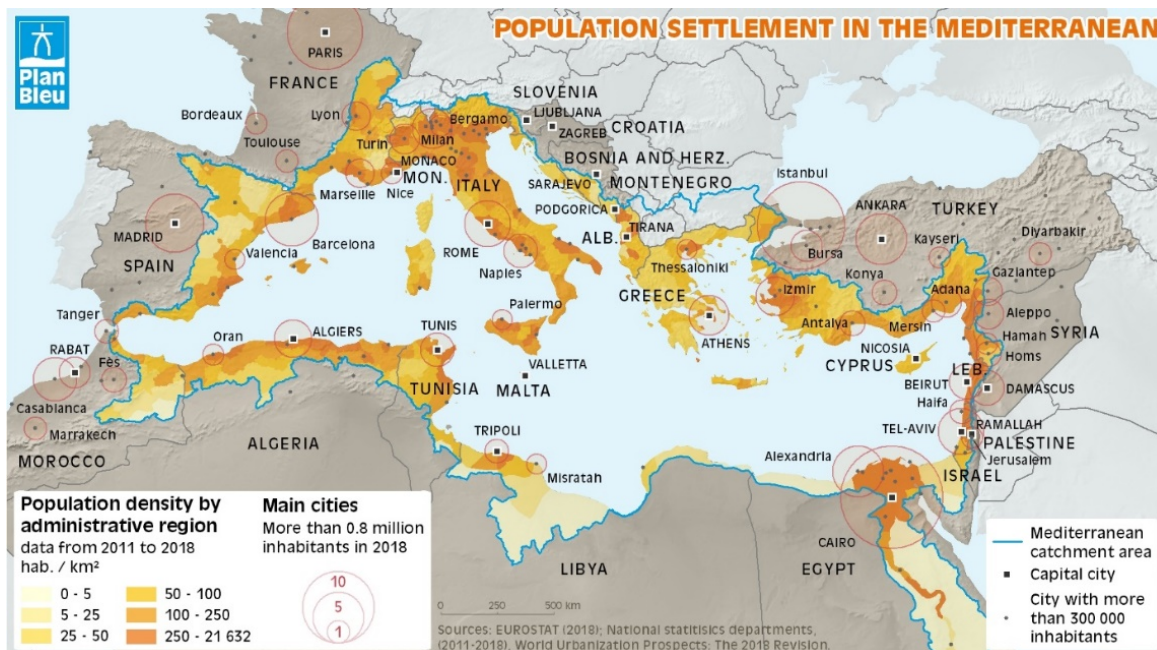 Plan
Bleu
POPULATION SETTLEMENT IN THE MEDITERRANEAN
PARIS
FRANCE
Bordeaux
Lyon
Toulouse
Turin
Milan
Bergamo
MONACO
MON.
Marseille
Nice
ITALY
SLOVENIA
LJUBLJANA
ZAGREB
CROATIA
BOSNIA AND HERZ.
SARAJEVO
MONTENEGRO
PODGORICA
TIRANA
ALB.
Istanbul
ANKARA
TURKEY
Bursa
Kayseri
Diyarbakir
Konya
Gaziantep
MADRID
SPAIN
Valencia
Barcelona
ROME
Naples
Thessaloniki
GREECE
Izmir
Adana
Antalya
Mersin
Aleppo
Hamah
SYRIA
Homs
Palermo
ATHENS
NICOSIA
CYPRUS
LEB.
BEIRUT
DAMASCUS
Haifa
Tanger
Oran
ALGIERS
TUNIS
RABAT
Fès
TUNISIA
VALLETTA
MALTA
Casablanca
Marrakech
MOROCCO
ALGERIA
TRIPOLI
Misratah
TEL-AVIV
RAMALLAH
PALESTINE
Jerusalem
Alexandria
ISRAEL
CAIRO
LIBYA
EGYPT
Population density by
administrative region
data from 2011 to 2018
hab. / km²
0 - 5
5 - 25
25 - 50
50 - 100
100 - 250
250 - 21 632
Main cities
More than 0.8 million
inhabitants in 2018
10
5
1
0 250 500 km
Sources: EUROSTAT (2018); National statitisics departments,
(2011-2018). World Urbanization Prospects: The 2018 Revision.
Mediterranean
catchment area
Capital city
City with more
than 300 000
inhabitants